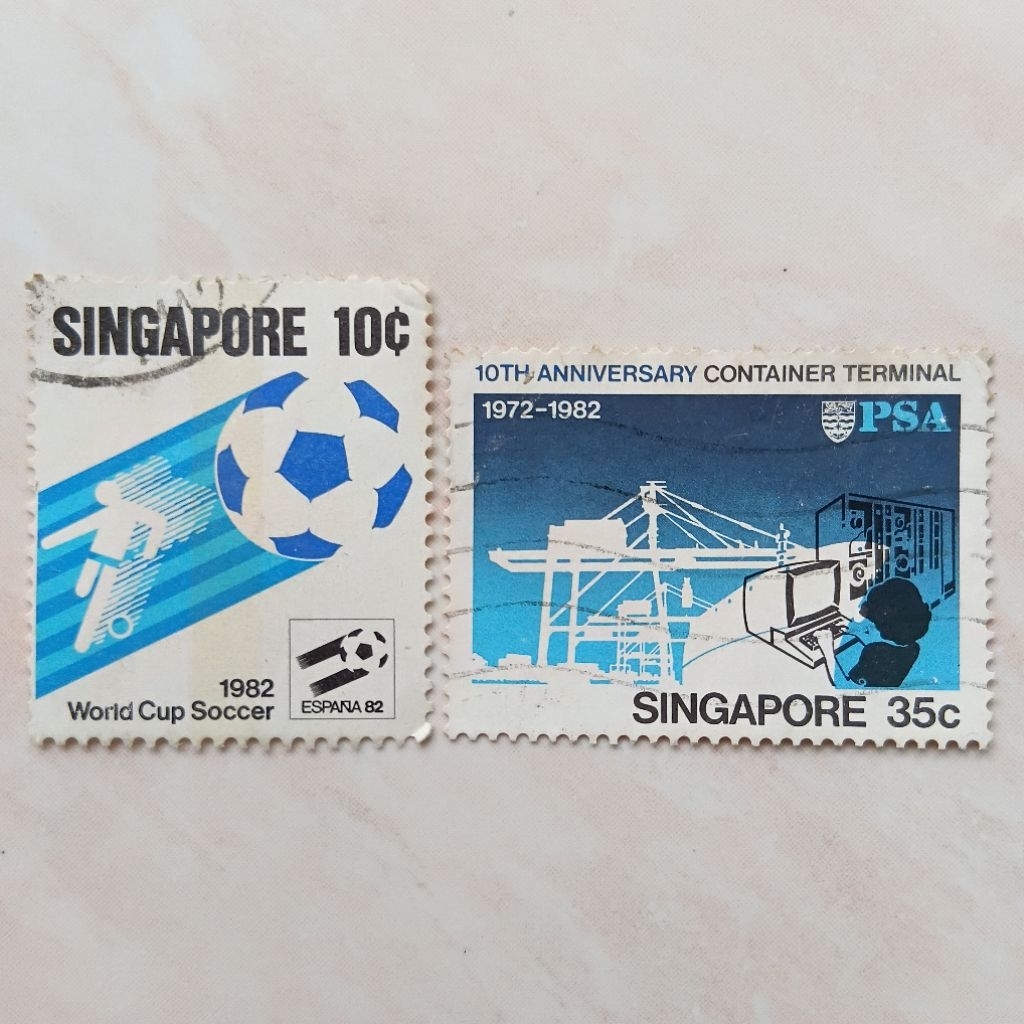 SINGAPORE 10¢
1982
World Cup Soccer
ESPAÑA 82
10TH ANNIVERSARY CONTAINER TERMINAL
1972-1982
PSA
SINGAPORE 35c